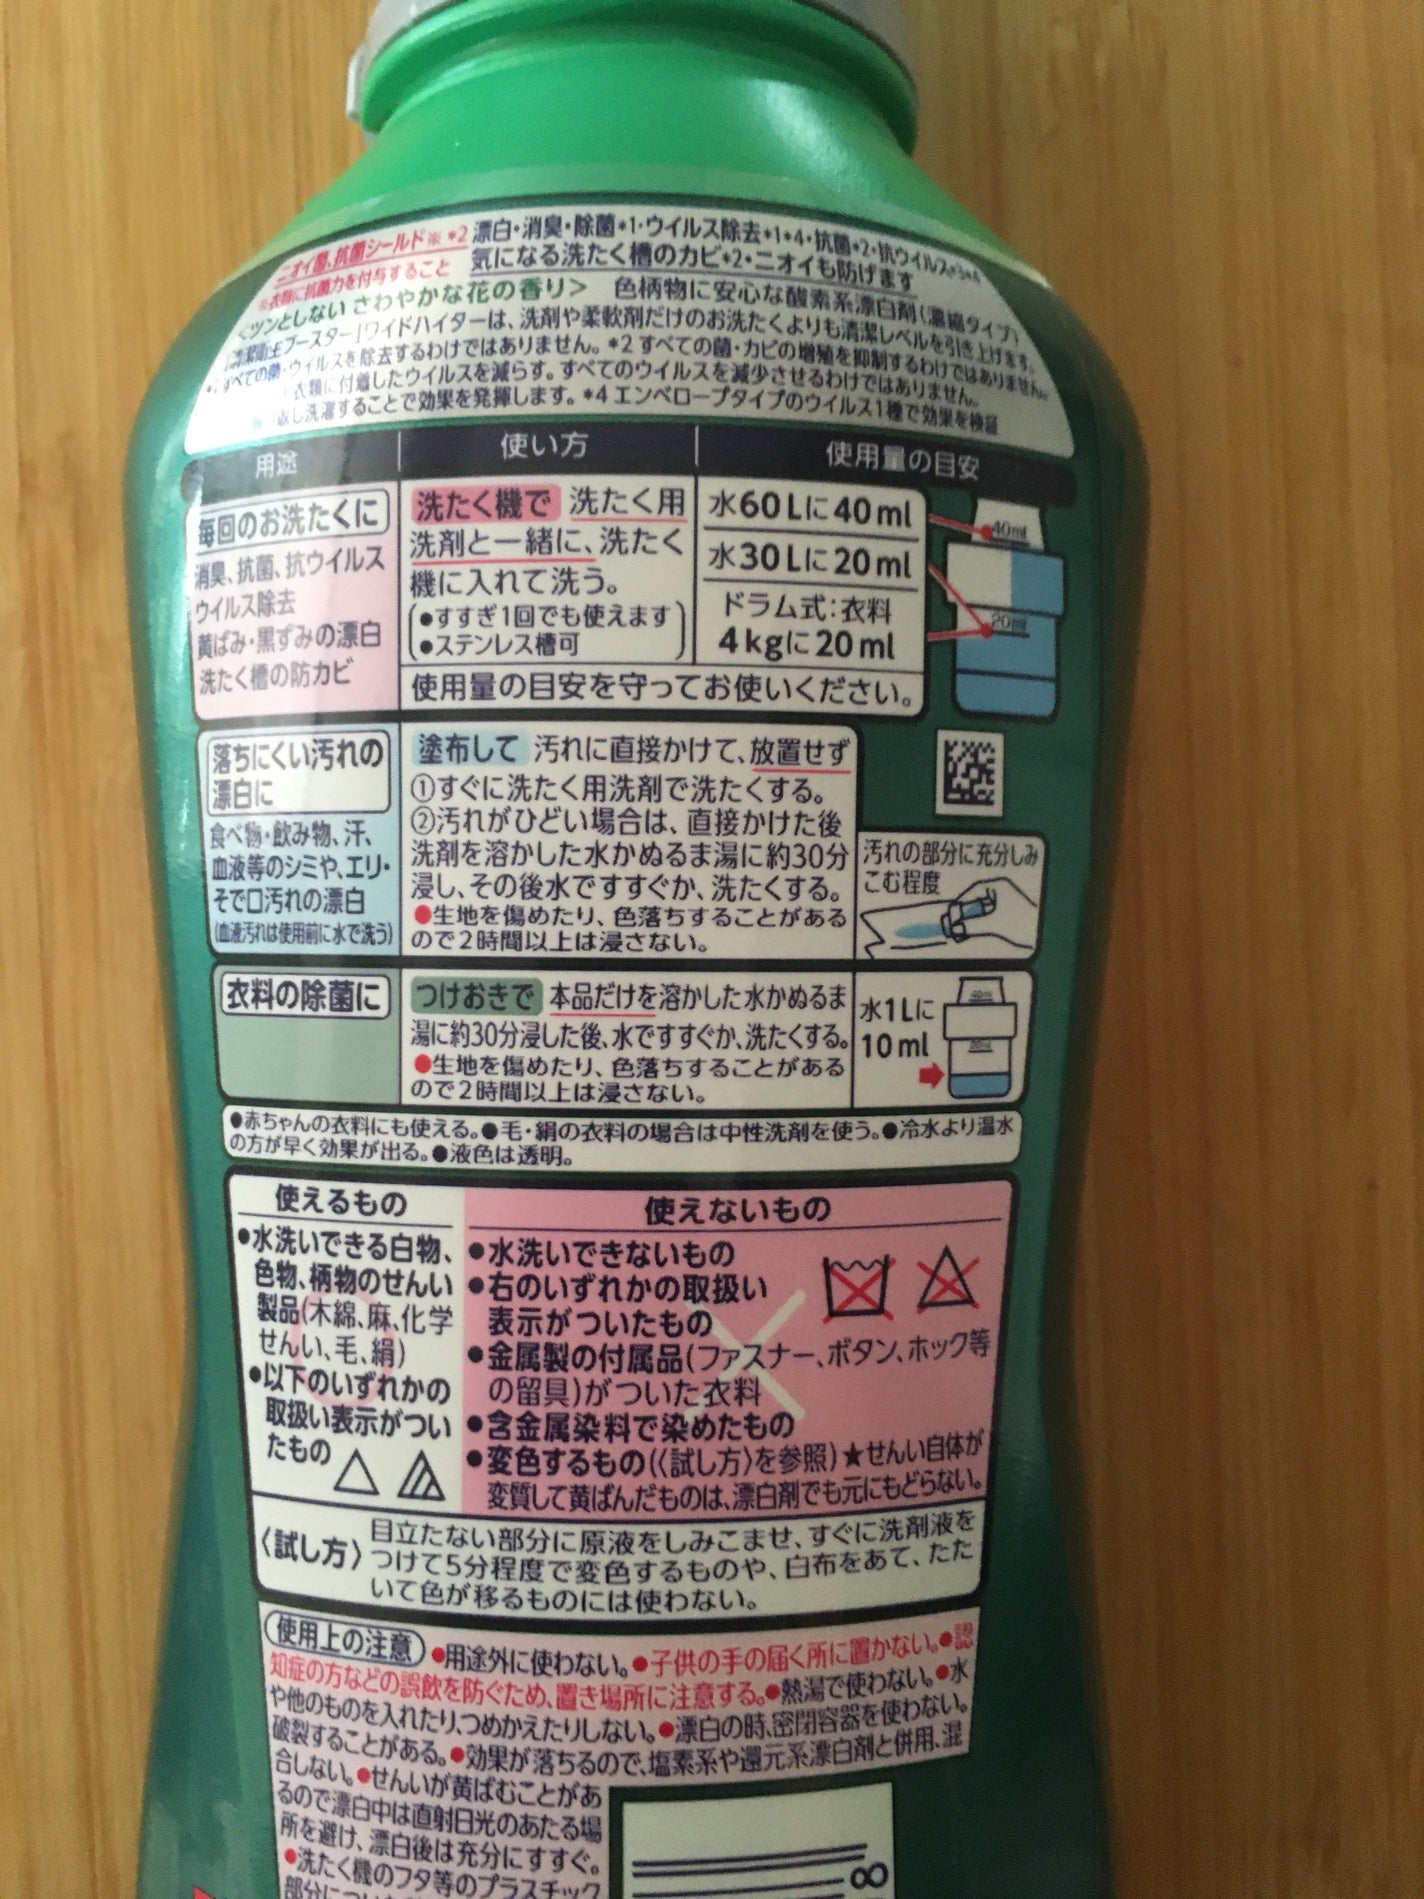 ニオイ菌、抗菌シールド※*2
※衣類に抗菌力を付与すること
漂白・消臭・除菌*1・ウイルス除去*1*4・抗菌*2・抗ウイルス*3*4
気になる洗たく槽のカビ*2・ニオイも防げます
<ツンとしない さわやかな花の香り> 色柄物に安心な酸素系漂白剤(濃縮タイプ)
「清潔衛生ブースター」ワイドハイターは、洗剤や柔軟剤だけのお洗たくよりも清潔レベルを引き上げます。
すべての菌・ウイルスを除去するわけではありません。*2 すべての菌・カビの増殖を抑制するわけではありません。
衣類に付着したウイルスを減らす。すべてのウイルスを減少させるわけではありません。
返し洗濯することで効果を発揮します。*4 エンベロープタイプのウイルス1種で効果を検証
用途 使い方 使用量の目安
毎回のお洗たくに
消臭、抗菌、抗ウイルス
ウイルス除去
黄ばみ・黒ずみの漂白
洗たく槽の防カビ
洗たく機で 洗たく用
洗剤と一緒に、洗たく
機に入れて洗う。
●すすぎ1回でも使えます
●ステンレス槽可
水60Lに40ml
水30Lに20ml
ドラム式:衣料
4kgに20ml
40ml
20ml
使用量の目安を守ってお使いください。
落ちにくい汚れの
漂白に
食べ物・飲み物、汗、
血液等のシミや、エリ・
そで口汚れの漂白
(血液汚れは使用前に水で洗う)
塗布して 汚れに直接かけて、放置せず
①すぐに洗たく用洗剤で洗たくする。
②汚れがひどい場合は、直接かけた後
洗剤を溶かした水かぬるま湯に約30分
浸し、その後水ですすぐか、洗たくする。
●生地を傷めたり、色落ちすることがある
ので2時間以上は浸さない。
汚れの部分に充分しみ
こむ程度
衣料の除菌に
つけおきで 本品だけを溶かした水かぬるま
湯に約30分浸した後、水ですすぐか、洗たくする。
●生地を傷めたり、色落ちすることがある
ので2時間以上は浸さない。
水1Lに
10ml
●赤ちゃんの衣料にも使える。●毛・絹の衣料の場合は中性洗剤を使う。●冷水より温水
の方が早く効果が出る。●液色は透明。
使えるもの
●水洗いできる白物、
色物、柄物のせんい
製品(木綿、麻、化学
せんい、毛、絹)
●以下のいずれかの
取扱い表示がつい
たもの
使えないもの
●水洗いできないもの
●右のいずれかの取扱い
表示がついたもの
●金属製の付属品(ファスナー、ボタン、ホック等
の留具)がついた衣料
●含金属染料で染めたもの
●変色するもの(〈試し方〉を参照)★せんい自体が
変質して黄ばんだものは、漂白剤でも元にもどらない。
〈試し方〉
目立たない部分に原液をしみこませ、すぐに洗剤液を
つけて5分程度で変色するものや、白布をあて、たた
いて色が移るものには使わない。
使用上の注意 ●用途外に使わない。●子供の手の届く所に置かない。●認
知症の方などの誤飲を防ぐため、置き場所に注意する。●熱湯で使わない。●水
や他のものを入れたり、つめかえたりしない。●漂白の時、密閉容器を使わない。
破裂することがある。●効果が落ちるので、塩素系や還元系漂白剤と併用、混
合しない。●せんいが黄ばむことがあ
るので漂白中は直射日光のあたる場
所を避け、漂白後は充分にすすぐ。
●洗たく機のフタ等のプラスチック